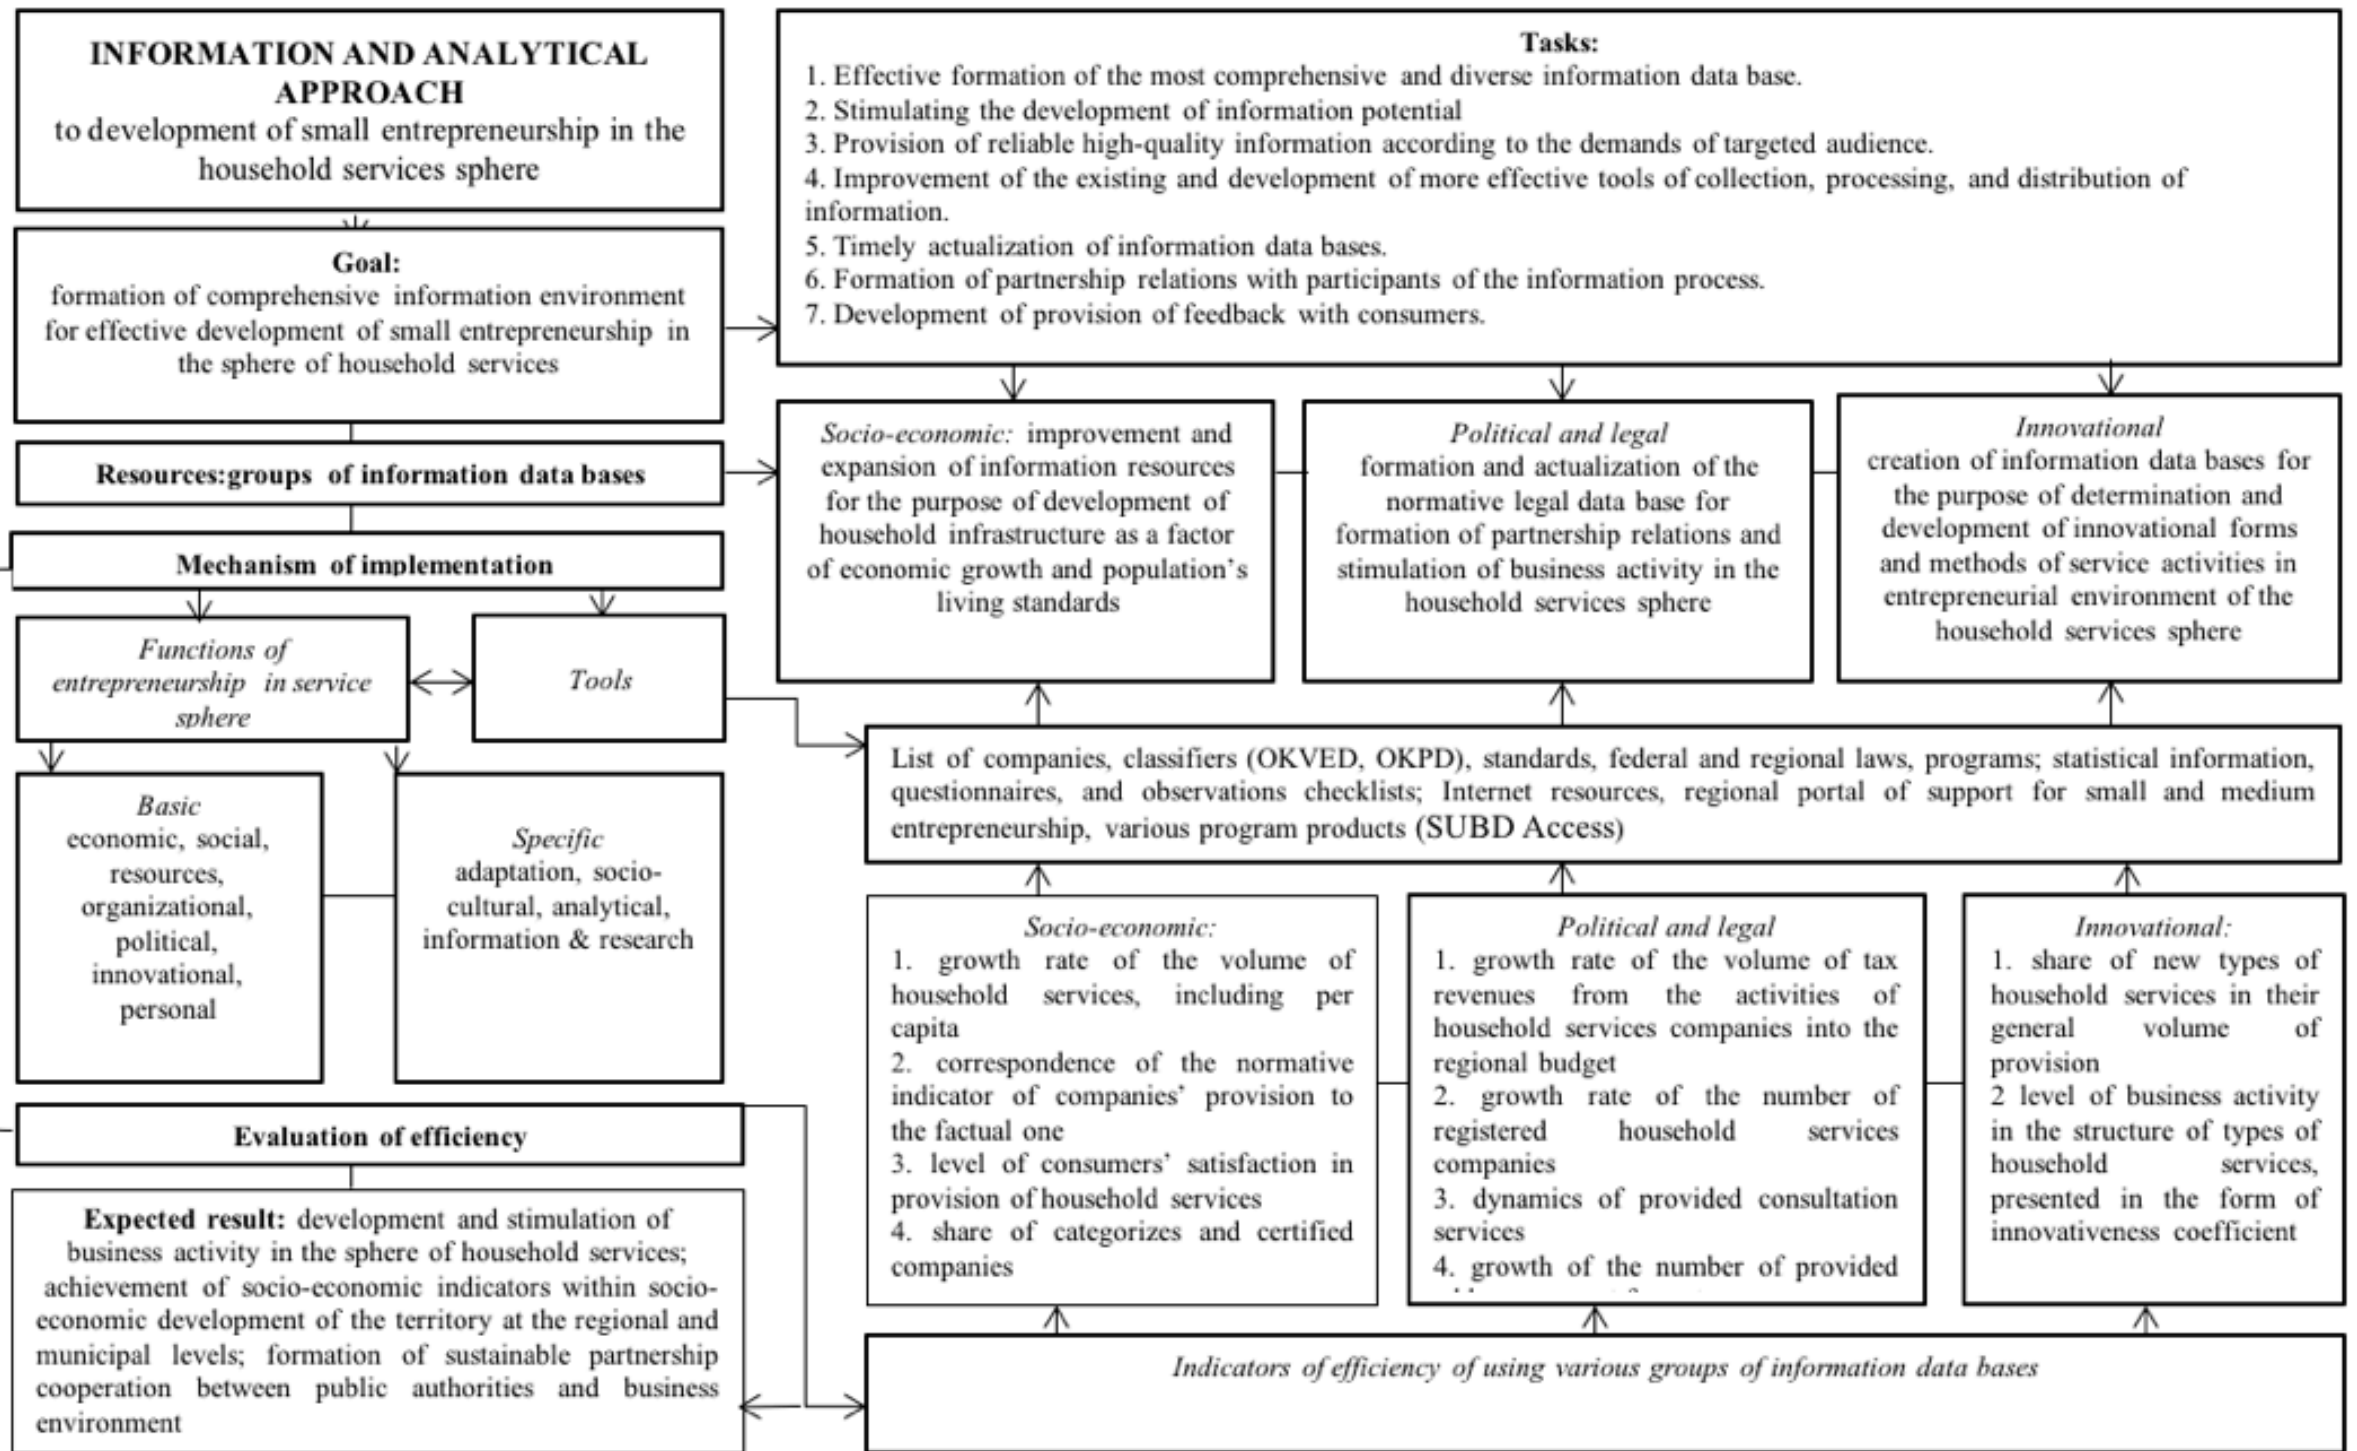 INFORMATION AND ANALYTICAL
APPROACH
to development of small entrepreneurship in the
household services sphere
Tasks:
1. Effective formation of the most comprehensive and diverse information data base.
2. Stimulating the development of information potential
3. Provision of reliable high-quality information according to the demands of targeted audience.
4. Improvement of the existing and development of more effective tools of collection, processing, and distribution of
information.
5. Timely actualization of information data bases.
6. Formation of partnership relations with participants of the information process.
7. Development of provision of feedback with consumers.
Goal:
formation of comprehensive information environment
for effective development of small entrepreneurship in
the sphere of household services
Resources:groups of information data bases
Socio-economic: improvement and
expansion of information resources
for the purpose of development of
household infrastructure as a factor
of economic growth and population's
living standards
Political and legal
formation and actualization of the
normative legal data base for
formation of partnership relations and
stimulation of business activity in the
household services sphere
Innovational
creation of information data bases for
the purpose of determination and
development of innovational forms
and methods of service activities in
entrepreneurial environment of the
household services sphere
Mechanism of implementation
Functions of
entrepreneurship in service
sphere
Tools
List of companies, classifiers (OKVED, OKPD), standards, federal and regional laws, programs; statistical information,
questionnaires, and observations checklists; Internet resources, regional portal of support for small and medium
entrepreneurship, various program products (SUBD Access)
Basic
economic, social,
resources,
organizational,
political,
innovational,
personal
Specific
adaptation, socio-
cultural, analytical,
information & research
Socio-economic:
1. growth rate of the volume of
household services, including per
capita
2. correspondence of the normative
indicator of companies' provision to
the factual one
3. level of consumers' satisfaction in
provision of household services
4. share of categorizes and certified
companies
Political and legal
1. growth rate of the volume of tax
revenues from the activities of
household services companies into the
regional budget
2. growth rate of the number of
registered household services
companies
3. dynamics of provided consultation
services
4. growth of the number of provided
Innovational:
1. share of new types of
household services in their
general volume of
provision
2 level of business activity
in the structure of types of
household services,
presented in the form of
innovativeness coefficient
Evaluation of efficiency
Expected result: development and stimulation of
business activity in the sphere of household services;
achievement of socio-economic indicators within socio-
economic development of the territory at the regional and
municipal levels; formation of sustainable partnership
cooperation between public authorities and business
environment
Indicators of efficiency of using various groups of information data bases